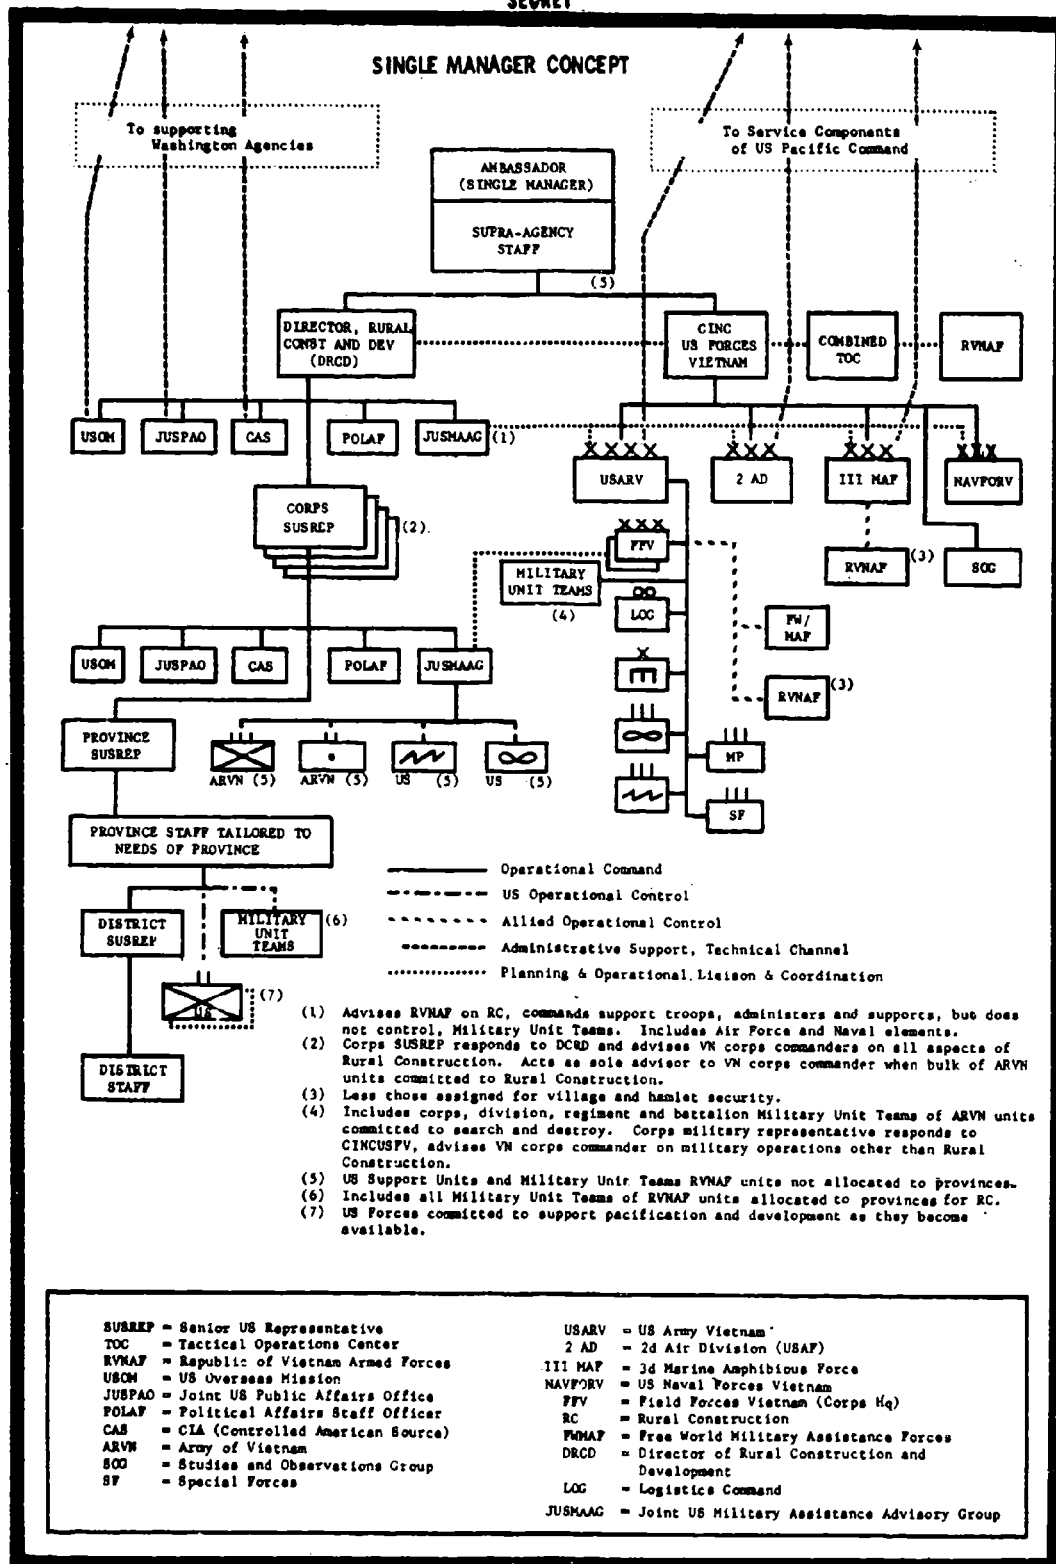 SECRET
SINGLE MANAGER CONCEPT
To supporting
Washington Agencies
To Service Components
of US Pacific Command
AMBASSADOR
(SINGLE MANAGER)
SUPRA-AGENCY
STAFF
(5)
DIRECTOR, RURAL
CONST AND DEV
(DRCD)
CINC
US FORCES
VIETNAM
COMBINED
TOC
RVNAF
USOM
JUSPAO
CAS
POLAF
JUSMAAG
(1)
X X X X
X X X
X X X
X X X
USARV
2 AD
III MAF
NAVFORV
CORPS
SUSREP
(2).
X X X
FFV
RVNAF
(3)
SOG
MILITARY
UNIT TEAMS
(4)
LOG
FW/
MAF
X
RVNAF
(3)
USOM
JUSPAO
CAS
POLAF
JUSMAAG
PROVINCE
SUSREP
ARVN (5)
ARVN (5)
US (5)
US (5)
MP
SF
PROVINCE STAFF TAILORED TO
NEEDS OF PROVINCE
DISTRICT
SUSREP
MILITARY
UNIT
TEAMS
(6)
US
(7)
DISTRICT
STAFF
Operational Command
US Operational Control
Allied Operational Control
Administrative Support, Technical Channel
Planning & Operational Liaison & Coordination
(1) Advises RVNAF on RC, commands support troops, administers and supports, but does
not control, Military Unit Teams. Includes Air Force and Naval elements.
(2) Corps SUSREP responds to DCRD and advises VN corps commanders on all aspects of
Rural Construction. Acts as sole advisor to VN corps commander when bulk of ARVN
units committed to Rural Construction.
(3) Less those assigned for village and hamlet security.
(4) Includes corps, division, regiment and battalion Military Unit Teams of ARVN units
committed to search and destroy. Corps military representative responds to
CINCUSFV, advises VN corps commander on military operations other than Rural
Construction.
(5) US Support Units and Military Unit Teams RVNAF units not allocated to provinces.
(6) Includes all Military Unit Teams of RVNAF units allocated to provinces for RC.
(7) US Forces committed to support pacification and development as they become
available.
SUSREP = Senior US Representative
TOC = Tactical Operations Center
RVNAF = Republic of Vietnam Armed Forces
USOM = US Overseas Mission
JUSPAO = Joint US Public Affairs Office
POLAF = Political Affairs Staff Officer
CAS = CIA (Controlled American Source)
ARVN = Army of Vietnam
SOG = Studies and Observations Group
SF = Special Forces
USARV = US Army Vietnam
2 AD = 2d Air Division (USAF)
III MAF = 3d Marine Amphibious Force
NAVFORV = US Naval Forces Vietnam
FFV = Field Forces Vietnam (Corps Hq)
RC = Rural Construction
FWMAF = Free World Military Assistance Forces
DRCD = Director of Rural Construction and
Development
LOG = Logistics Command
JUSMAAG = Joint US Military Assistance Advisory Group